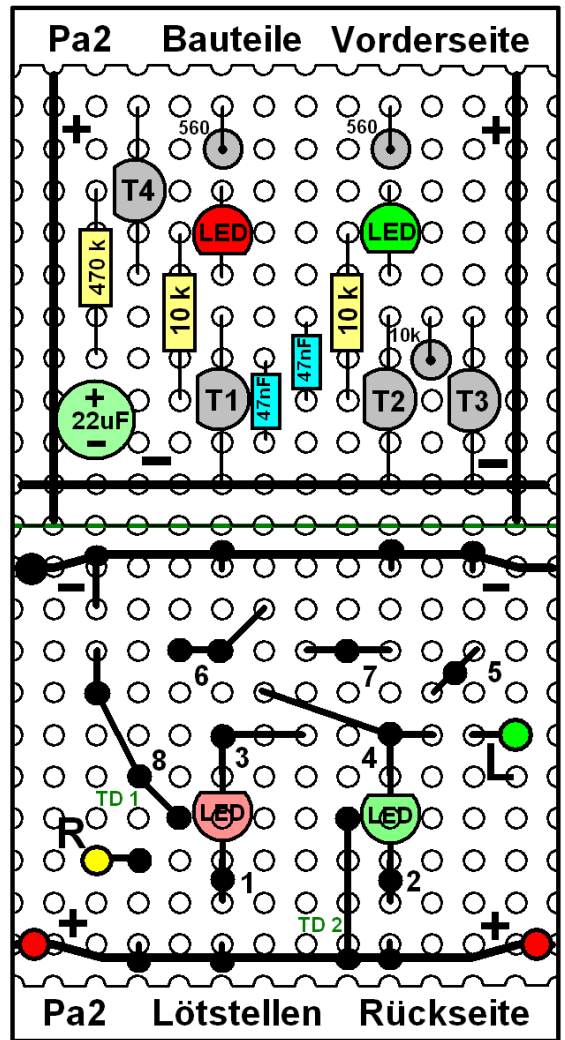 Pa2 Bauteile Vorderseite
+ 560 560 +
T4
LED LED
470 k 10 k 10 k
10k
47nF 47nF
+ 22uF − T1 T2 T3
− −
− −
6 7 5
3 4 L
8
TD 1 LED LED
R 1 2
TD 2
+ +
Pa2 Lötstellen Rückseite